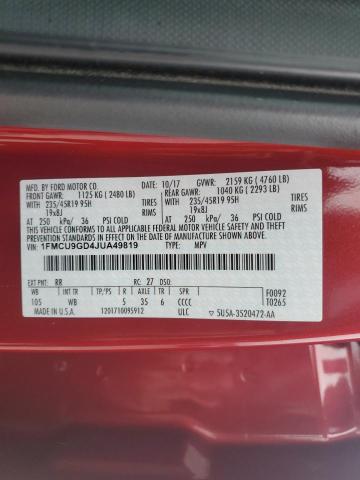 MFD. BY FORD MOTOR CO. 10/17 GVWR: 2159 KG ( 4760 LB)
FRONT GAWR: 1125 KG ( 2480 LB) REAR GAWR: 1040 KG ( 2293 LB)
WITH TIRES WITH TIRES
235/45R19 95H 235/45R19 95H
19x8J RIMS 19x8J RIMS
AT 250 kPa/ 36 PSI COLD AT 250 kPa/ 36 PSI COLD
THIS VEHICLE CONFORMS TO ALL APPLICABLE FEDERAL MOTOR VEHICLE SAFETY AND THEFT PREVENTION STANDARDS IN EFFECT ON THE DATE OF MANUFACTURE SHOWN ABOVE.
VIN: 1FMCU9GD4JUA49819 TYPE: MPV
EXT PNT: RR RC: 27 DSO:
WB INT TR TP/PS R AXLE TR SPR F0092
105 5 35 6 CCCC T0265
MADE IN U.S.A. 1201710095912 ULC 5U5A-3520472-AA